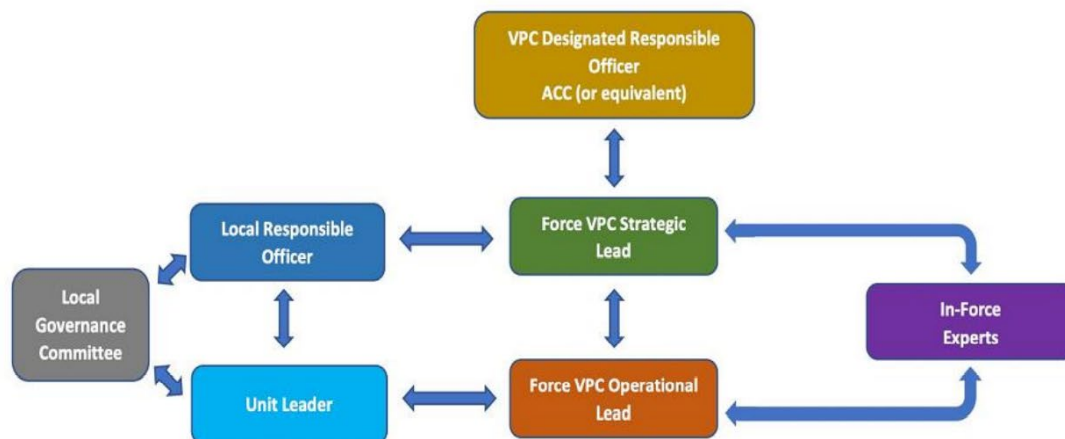 VPC Designated Responsible
Officer
ACC (or equivalent)
Local Responsible
Officer
Force VPC Strategic
Lead
Local
Governance
Committee
In-Force
Experts
Unit Leader
Force VPC Operational
Lead